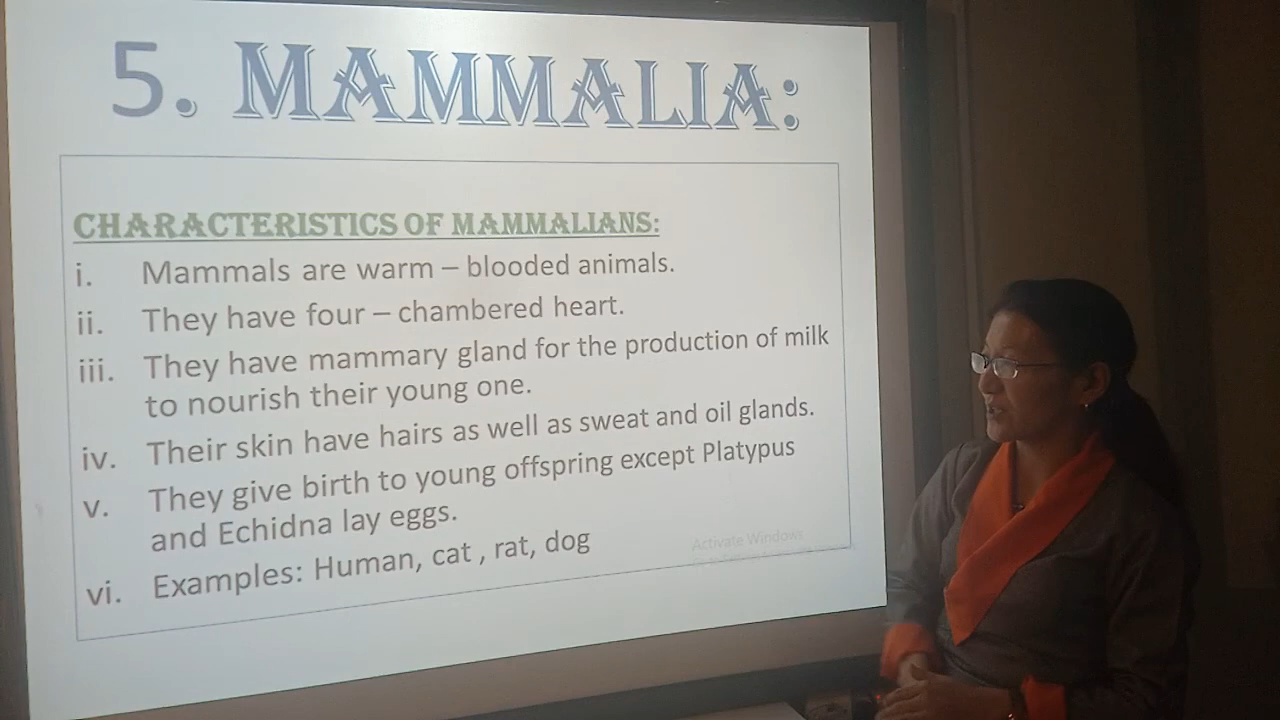 5. MAMMALIA:
CHARACTERISTICS OF MAMMALIANS:
i. Mammals are warm – blooded animals.
ii. They have four – chambered heart.
iii. They have mammary gland for the production of milk
to nourish their young one.
iv. Their skin have hairs as well as sweat and oil glands.
v. They give birth to young offspring except Platypus
and Echidna lay eggs.
vi. Examples: Human, cat , rat, dog
Activate Windows